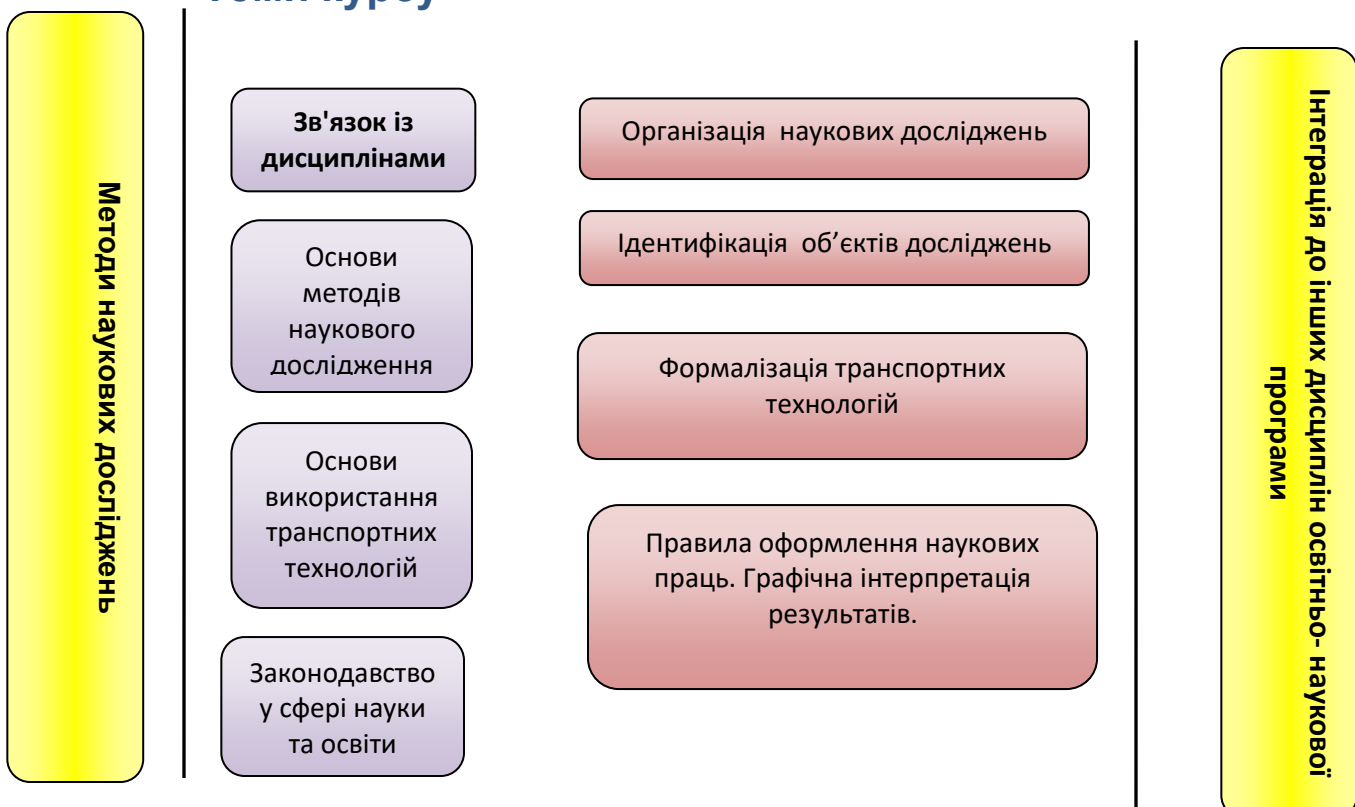 Методи наукових досліджень
Зв'язок із
дисциплінами
Основи
методів
наукового
дослідження
Основи
використання
транспортних
технологій
Законодавство
у сфері науки
та освіти
Організація наукових досліджень
Ідентифікація об’єктів досліджень
Формалізація транспортних
технологій
Правила оформлення наукових
праць. Графічна інтерпретація
результатів.
Інтеграція до інших дисциплін освітньо- наукової
програми